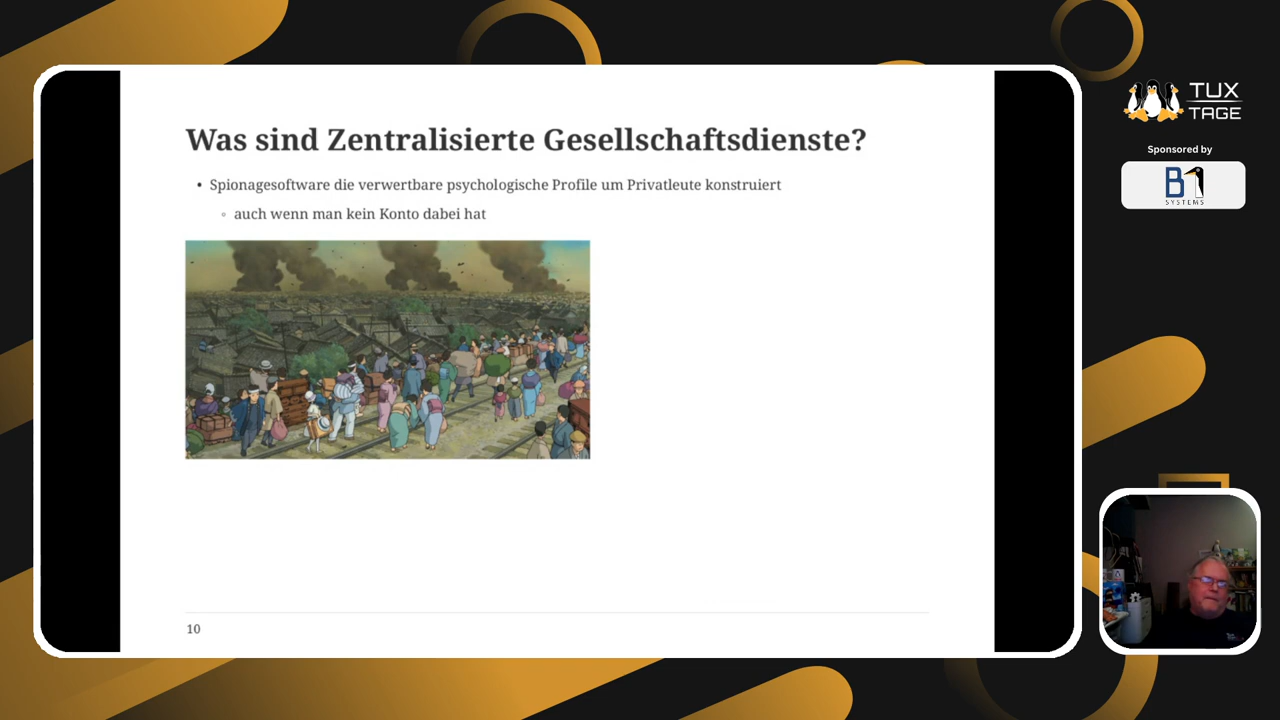 Was sind Zentralisierte Gesellschaftsdienste?
• Spionagesoftware die verwertbare psychologische Profile um Privatleute konstruiert
◦ auch wenn man kein Konto dabei hat
10
TUX
TAGE
Sponsored by
B1
SYSTEMS